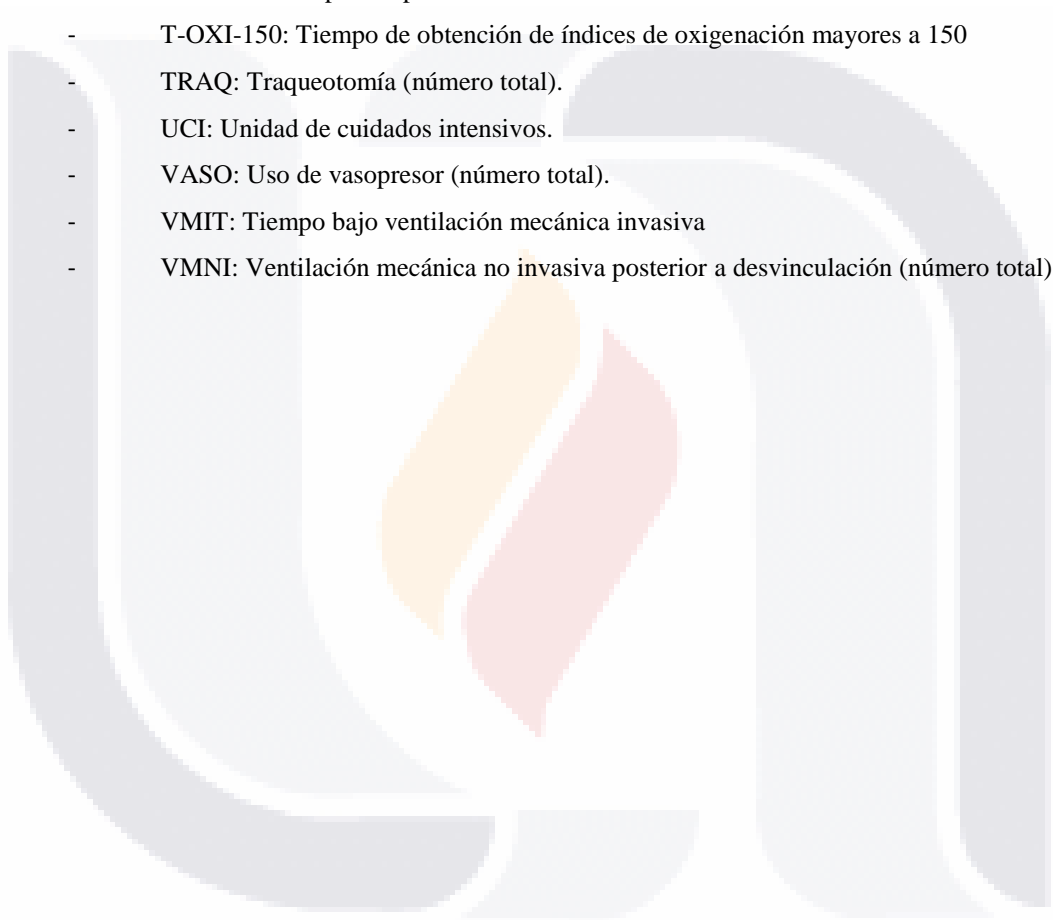 - T-OXI-150: Tiempo de obtención de índices de oxigenación mayores a 150
- TRAQ: Traqueotomía (número total).
- UCI: Unidad de cuidados intensivos.
- VASO: Uso de vasopresor (número total).
- VMIT: Tiempo bajo ventilación mecánica invasiva
- VMNI: Ventilación mecánica no invasiva posterior a desvinculación (número total)